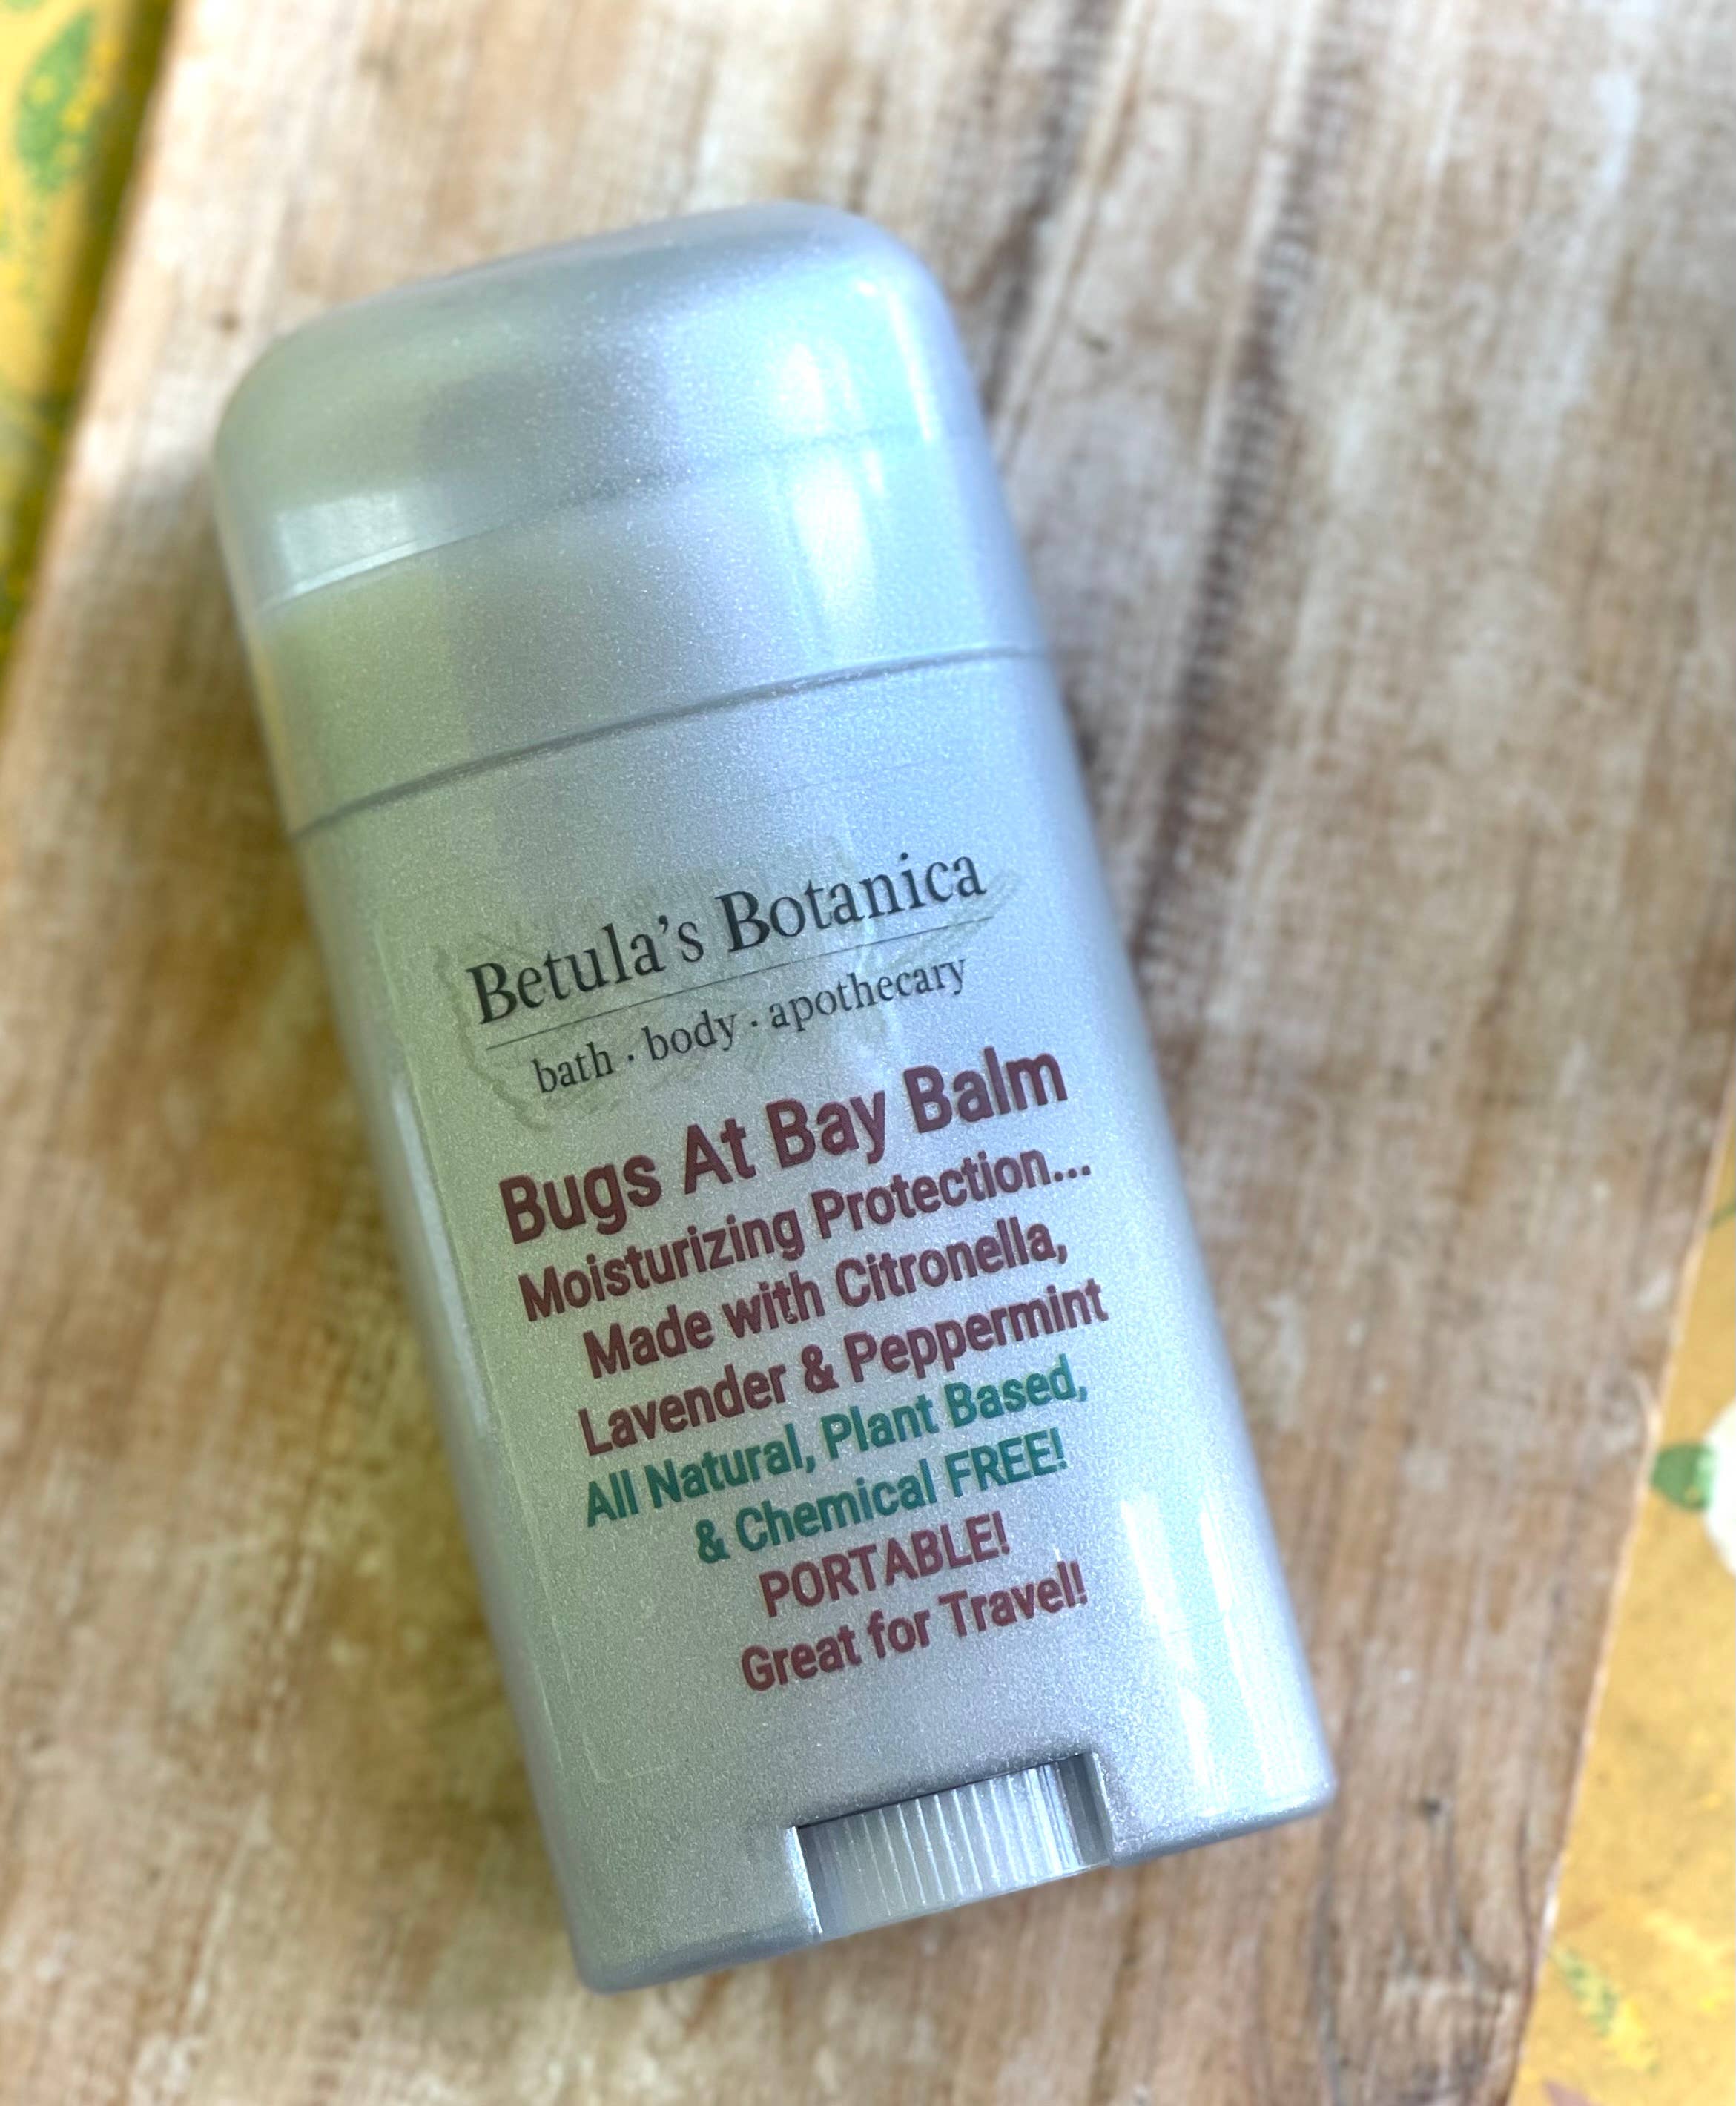 Betula's Botanica
bath · body · apothecary
Bugs At Bay Balm
Moisturizing Protection...
Made with Citronella,
Lavender & Peppermint
All Natural, Plant Based,
& Chemical FREE!
PORTABLE!
Great for Travel!